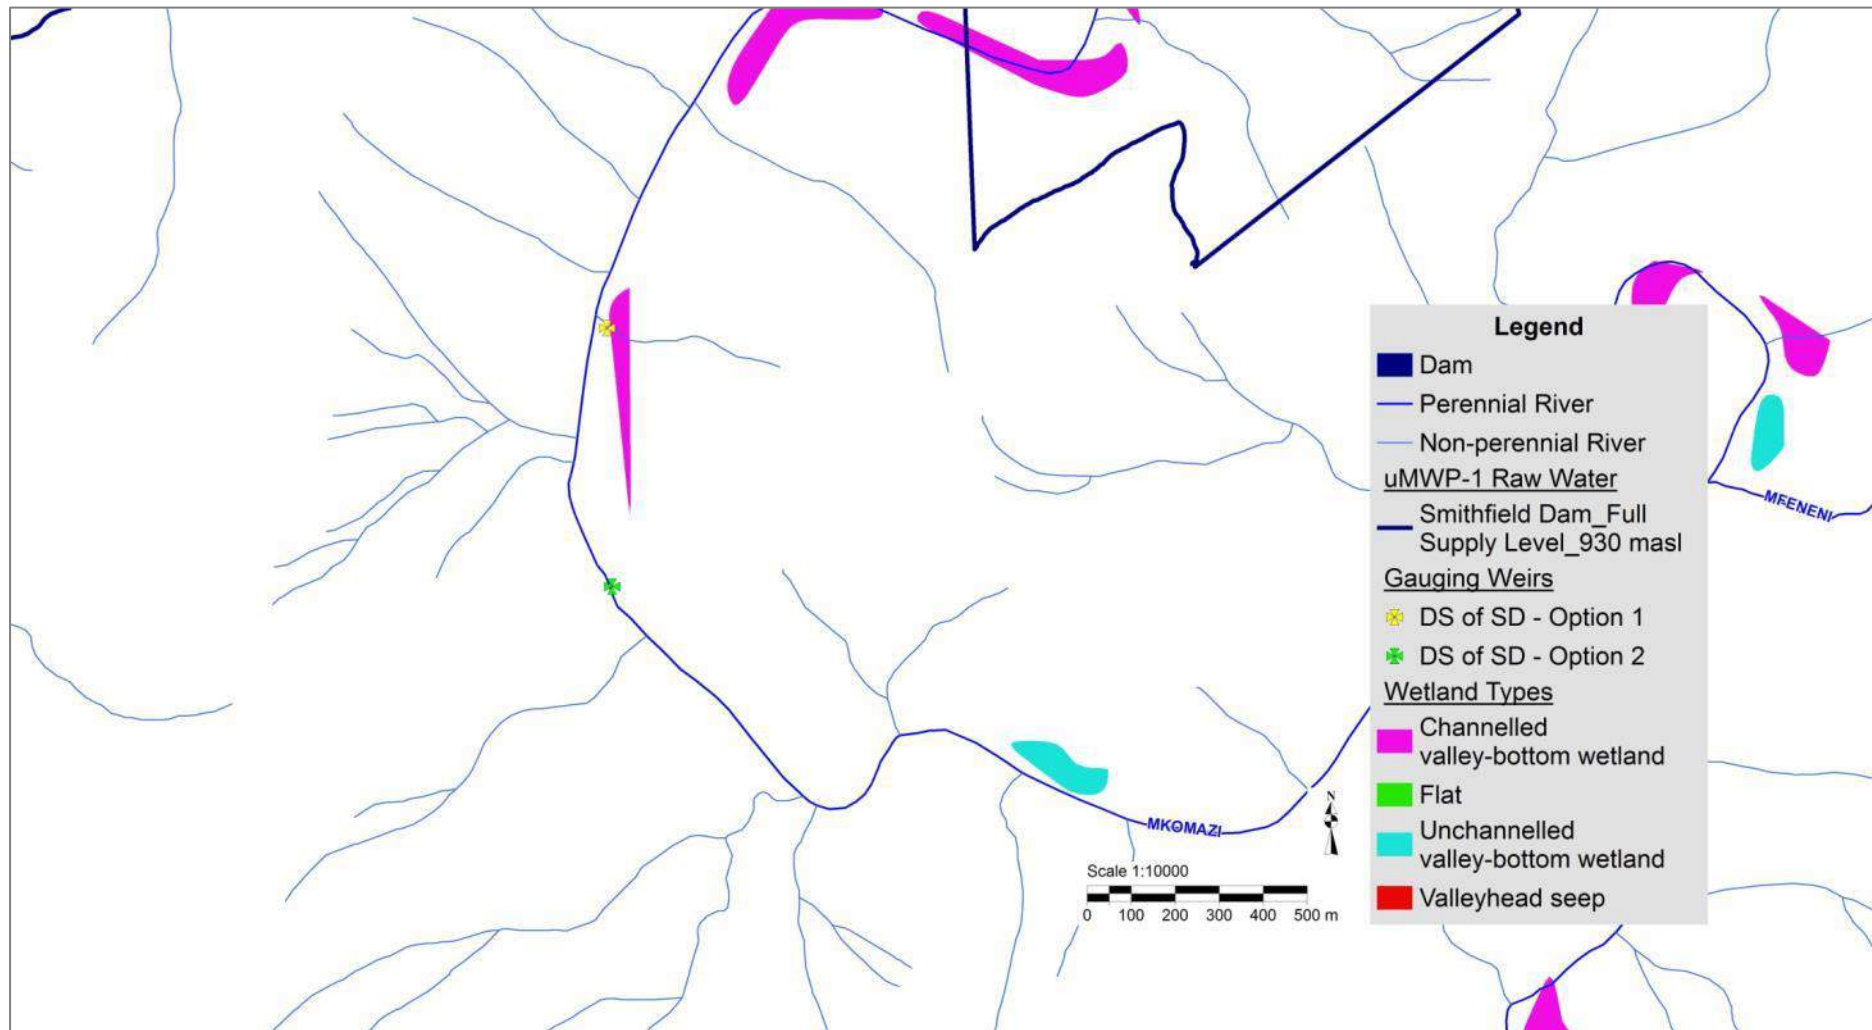 Legend
Dam
Perennial River
Non-perennial River
uMWP-1 Raw Water
Smithfield Dam_Full
Supply Level_930 masl
Gauging Weirs
DS of SD - Option 1
DS of SD - Option 2
Wetland Types
Channelled
valley-bottom wetland
Flat
Unchannelled
valley-bottom wetland
Valleyhead seep
MFENENI
MKOMAZI
N
Scale 1:10000
0 100 200 300 400 500 m